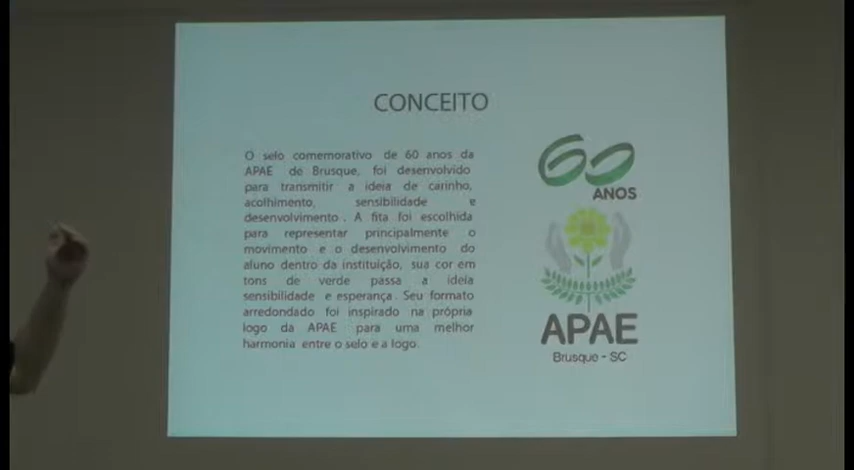 CONCEITO
O selo comemorativo de 60 anos da
APAE de Brusque, foi desenvolvido
para transmitir a ideia de carinho,
acolhimento, sensibilidade e
desenvolvimento. A fita foi escolhida
para representar principalmente o
movimento e o desenvolvimento do
aluno dentro da instituição, sua cor em
tons de verde passa a ideia
sensibilidade e esperança. Seu formato
arredondado foi inspirado na própria
logo da APAE para uma melhor
harmonia entre o selo e a logo.
60
ANOS
APAE
Brusque - SC